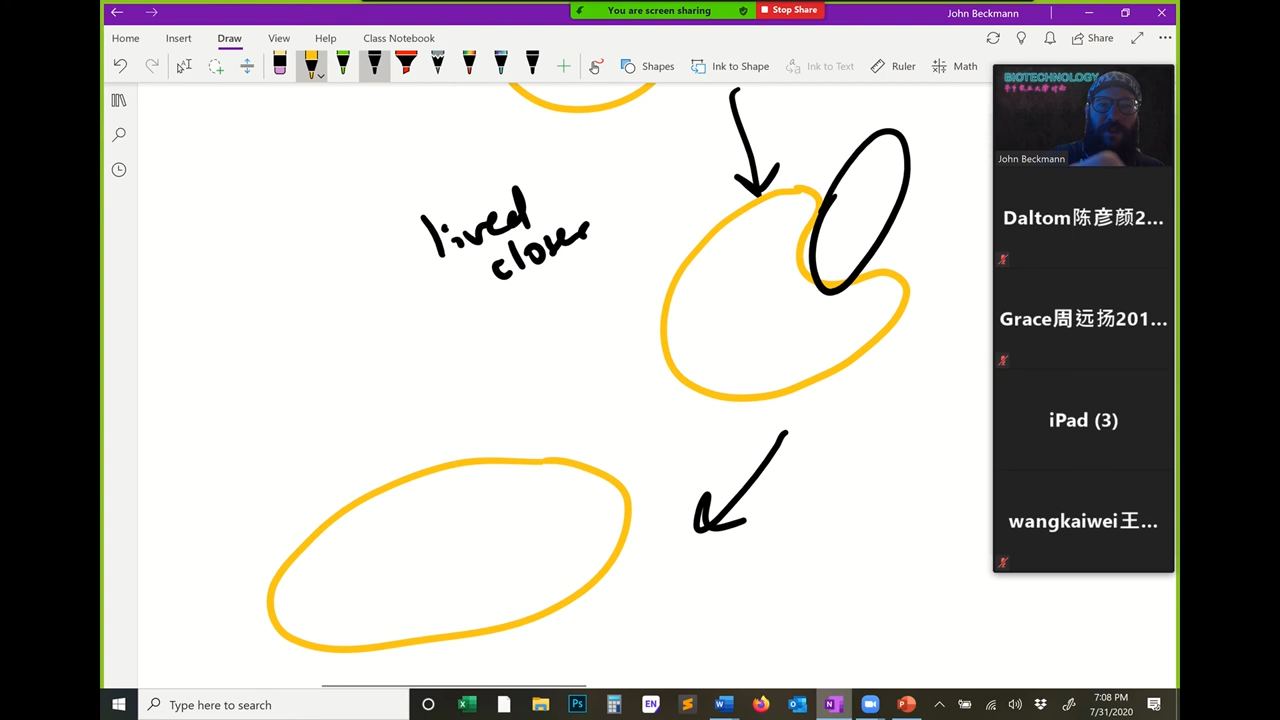 You are screen sharing
Stop Share
John Beckmann
Home Insert Draw View Help Class Notebook
Share
Shapes Ink to Shape Ink to Text Ruler Math
BIOTECHNOLOGY
John Beckmann
Daltom陈彦颜2...
Grace周远扬201...
iPad (3)
wangkaiwei王...
lived
closer
Type here to search
EN
7:08 PM
7/31/2020